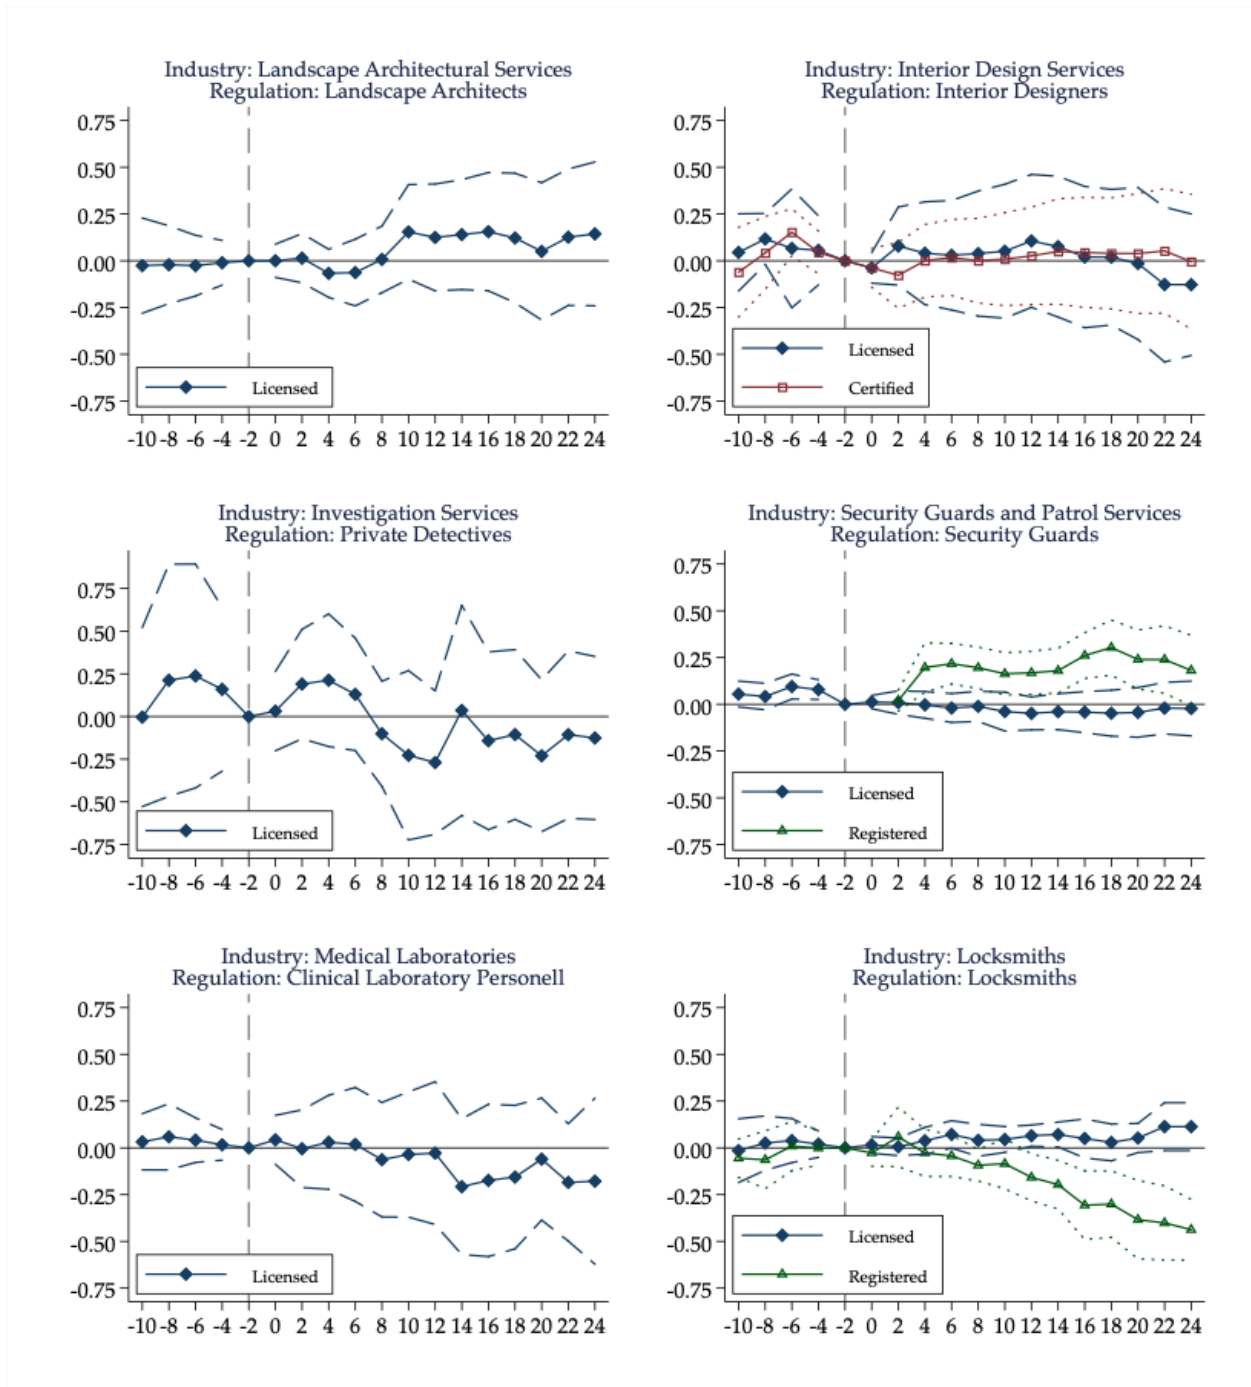 Industry: Landscape Architectural Services
Regulation: Landscape Architects
0.75
0.50
0.25
0.00
-0.25
-0.50
-0.75
Licensed
-10 -8 -6 -4 -2 0 2 4 6 8 10 12 14 16 18 20 22 24
Industry: Interior Design Services
Regulation: Interior Designers
0.75
0.50
0.25
0.00
-0.25
-0.50
-0.75
Licensed
Certified
-10 -8 -6 -4 -2 0 2 4 6 8 10 12 14 16 18 20 22 24
Industry: Investigation Services
Regulation: Private Detectives
0.75
0.50
0.25
0.00
-0.25
-0.50
-0.75
Licensed
-10 -8 -6 -4 -2 0 2 4 6 8 10 12 14 16 18 20 22 24
Industry: Security Guards and Patrol Services
Regulation: Security Guards
0.75
0.50
0.25
0.00
-0.25
-0.50
-0.75
Licensed
Registered
-10 -8 -6 -4 -2 0 2 4 6 8 10 12 14 16 18 20 22 24
Industry: Medical Laboratories
Regulation: Clinical Laboratory Personell
0.75
0.50
0.25
0.00
-0.25
-0.50
-0.75
Licensed
-10 -8 -6 -4 -2 0 2 4 6 8 10 12 14 16 18 20 22 24
Industry: Locksmiths
Regulation: Locksmiths
0.75
0.50
0.25
0.00
-0.25
-0.50
-0.75
Licensed
Registered
-10 -8 -6 -4 -2 0 2 4 6 8 10 12 14 16 18 20 22 24